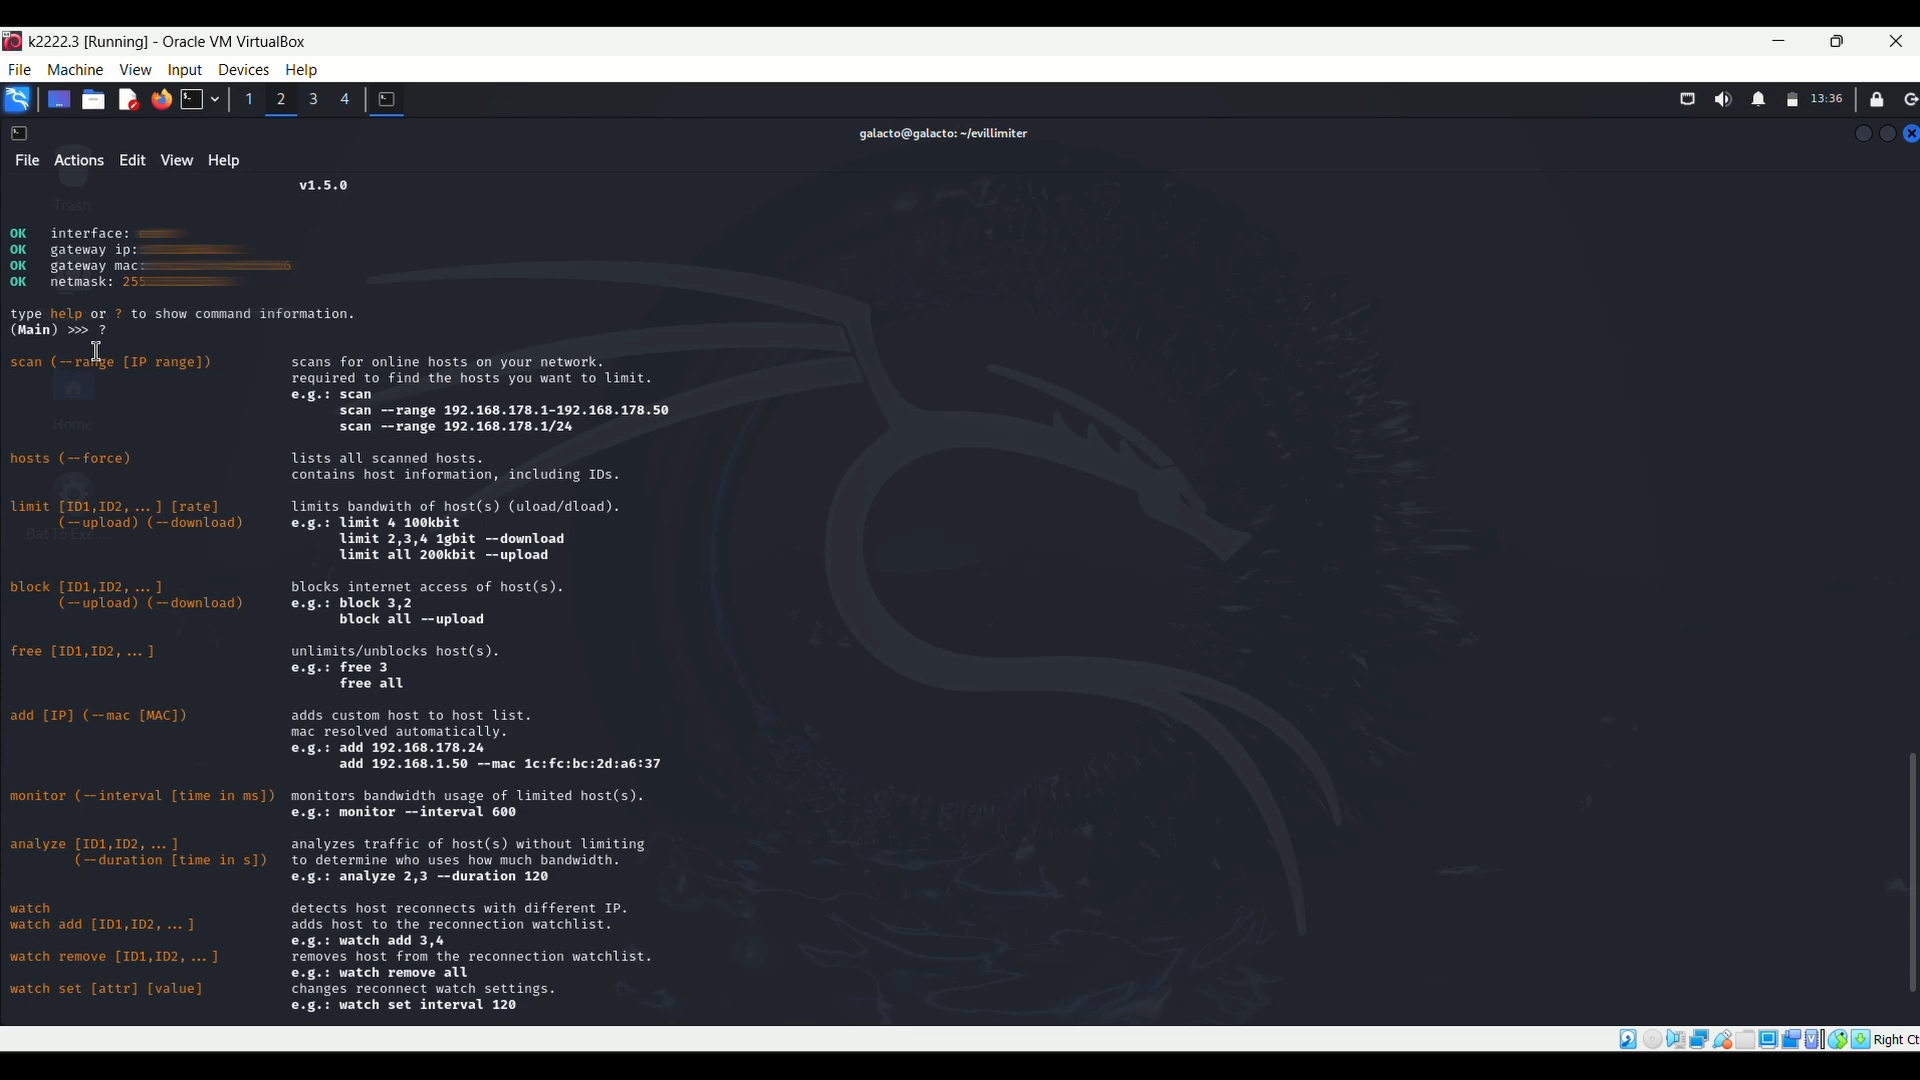 k2222.3 [Running] - Oracle VM VirtualBox
File Machine View Input Devices Help
1 2 3 4 13:36
galacto@galacto: ~/evillimiter
File Actions Edit View Help
v1.5.0
Trash
OK interface:
OK gateway ip:
OK gateway mac: 6
OK netmask: 255
type help or ? to show command information.
(Main) >>> ?
scan (--range [IP range]) scans for online hosts on your network.
required to find the hosts you want to limit.
e.g.: scan
scan --range 192.168.178.1-192.168.178.50
Home scan --range 192.168.178.1/24
hosts (--force) lists all scanned hosts.
contains host information, including IDs.
limit [ID1,ID2, ...] [rate] limits bandwith of host(s) (uload/dload).
(--upload) (--download) e.g.: limit 4 100kbit
Bat To Exe ... limit 2,3,4 1gbit --download
limit all 200kbit --upload
block [ID1,ID2, ...] blocks internet access of host(s).
(--upload) (--download) e.g.: block 3,2
block all --upload
free [ID1,ID2, ...] unlimits/unblocks host(s).
e.g.: free 3
free all
add [IP] (--mac [MAC]) adds custom host to host list.
mac resolved automatically.
e.g.: add 192.168.178.24
add 192.168.1.50 --mac 1c:fc:bc:2d:a6:37
monitor (--interval [time in ms]) monitors bandwidth usage of limited host(s).
e.g.: monitor --interval 600
analyze [ID1,ID2, ...] analyzes traffic of host(s) without limiting
(--duration [time in s]) to determine who uses how much bandwidth.
e.g.: analyze 2,3 --duration 120
watch detects host reconnects with different IP.
watch add [ID1,ID2, ...] adds host to the reconnection watchlist.
e.g.: watch add 3,4
watch remove [ID1,ID2, ...] removes host from the reconnection watchlist.
e.g.: watch remove all
watch set [attr] [value] changes reconnect watch settings.
e.g.: watch set interval 120
Right Ct